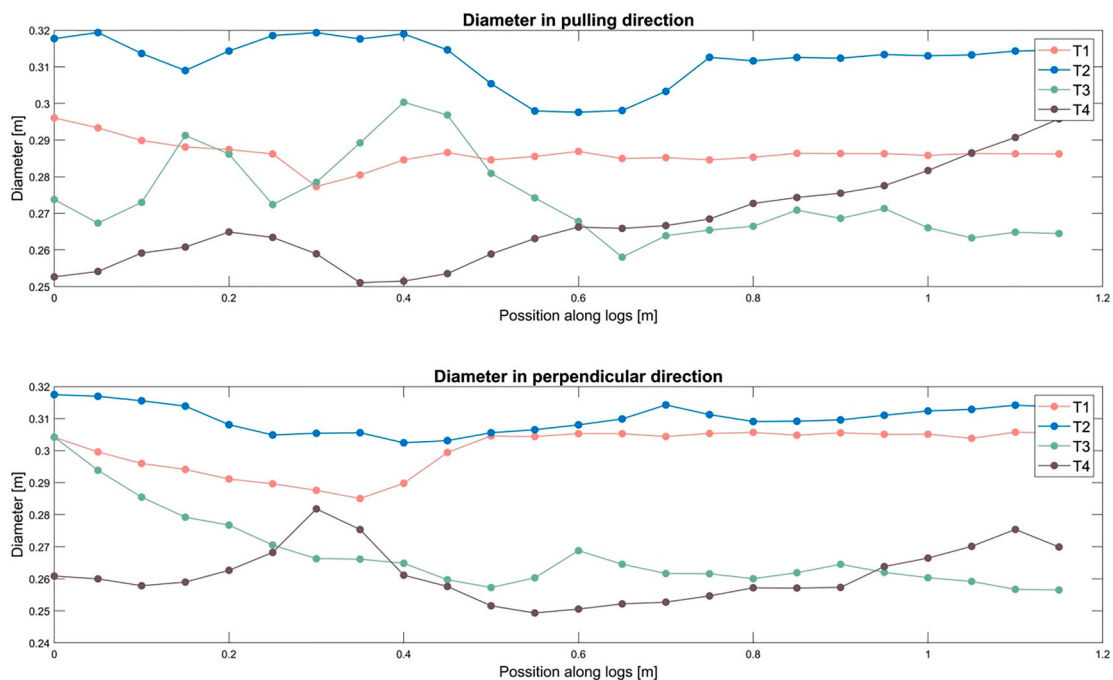 Diameter in pulling direction
0.32
0.31
0.3
0.29
0.28
0.27
0.26
0.25
Diameter [m]
T1
T2
T3
T4
0 0.2 0.4 0.6 0.8 1 1.2
Possition along logs [m]
Diameter in perpendicular direction
0.32
0.31
0.3
0.29
0.28
0.27
0.26
0.25
0.24
Diameter [m]
T1
T2
T3
T4
0 0.2 0.4 0.6 0.8 1 1.2
Possition along logs [m]